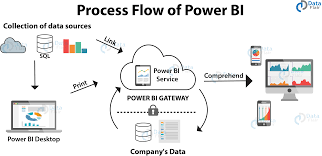 Process Flow of Power BI
DATA
FLAIR
Collection of data sources
SQL
Link
Power BI
Service
Comprehend
Print
POWER BI GATEWAY
Power BI Desktop
Company's Data